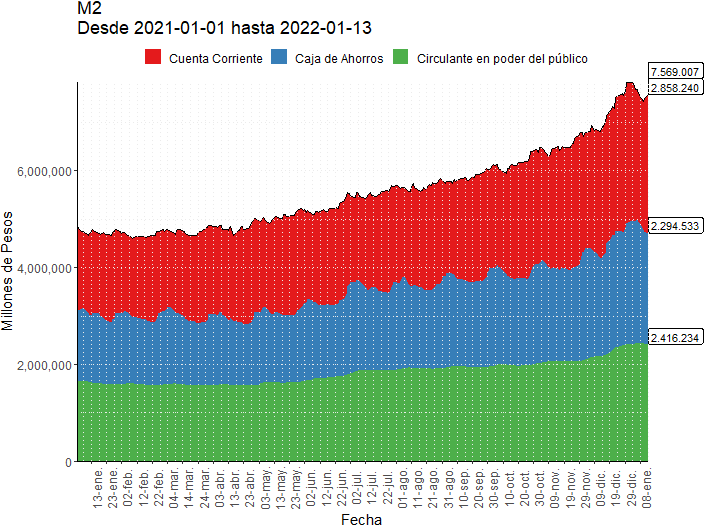 M2
Desde 2021-01-01 hasta 2022-01-13
Cuenta Corriente Caja de Ahorros Circulante en poder del público
7.569.007
2.858.240
2.294.533
2.416.234
6,000,000
4,000,000
2,000,000
0
Millones de Pesos
13-ene.
23-ene.
02-feb.
12-feb.
22-feb.
04-mar.
14-mar.
24-mar.
03-abr.
13-abr.
23-abr.
03-may.
13-may.
23-may.
02-jun.
12-jun.
22-jun.
02-jul.
12-jul.
22-jul.
01-ago.
11-ago.
21-ago.
31-ago.
10-sep.
20-sep.
30-sep.
10-oct.
20-oct.
30-oct.
09-nov.
19-nov.
29-nov.
09-dic.
19-dic.
29-dic.
08-ene.
Fecha